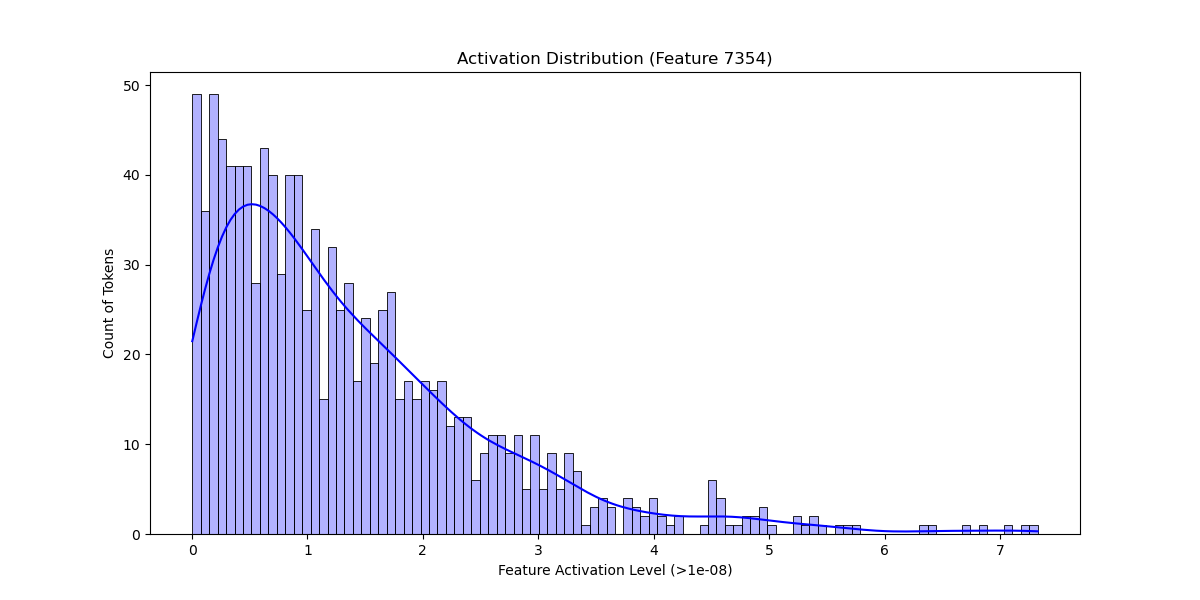 Activation Distribution (Feature 7354)
50
40
30
20
10
0
Count of Tokens
0 1 2 3 4 5 6 7
Feature Activation Level (>1e-08)